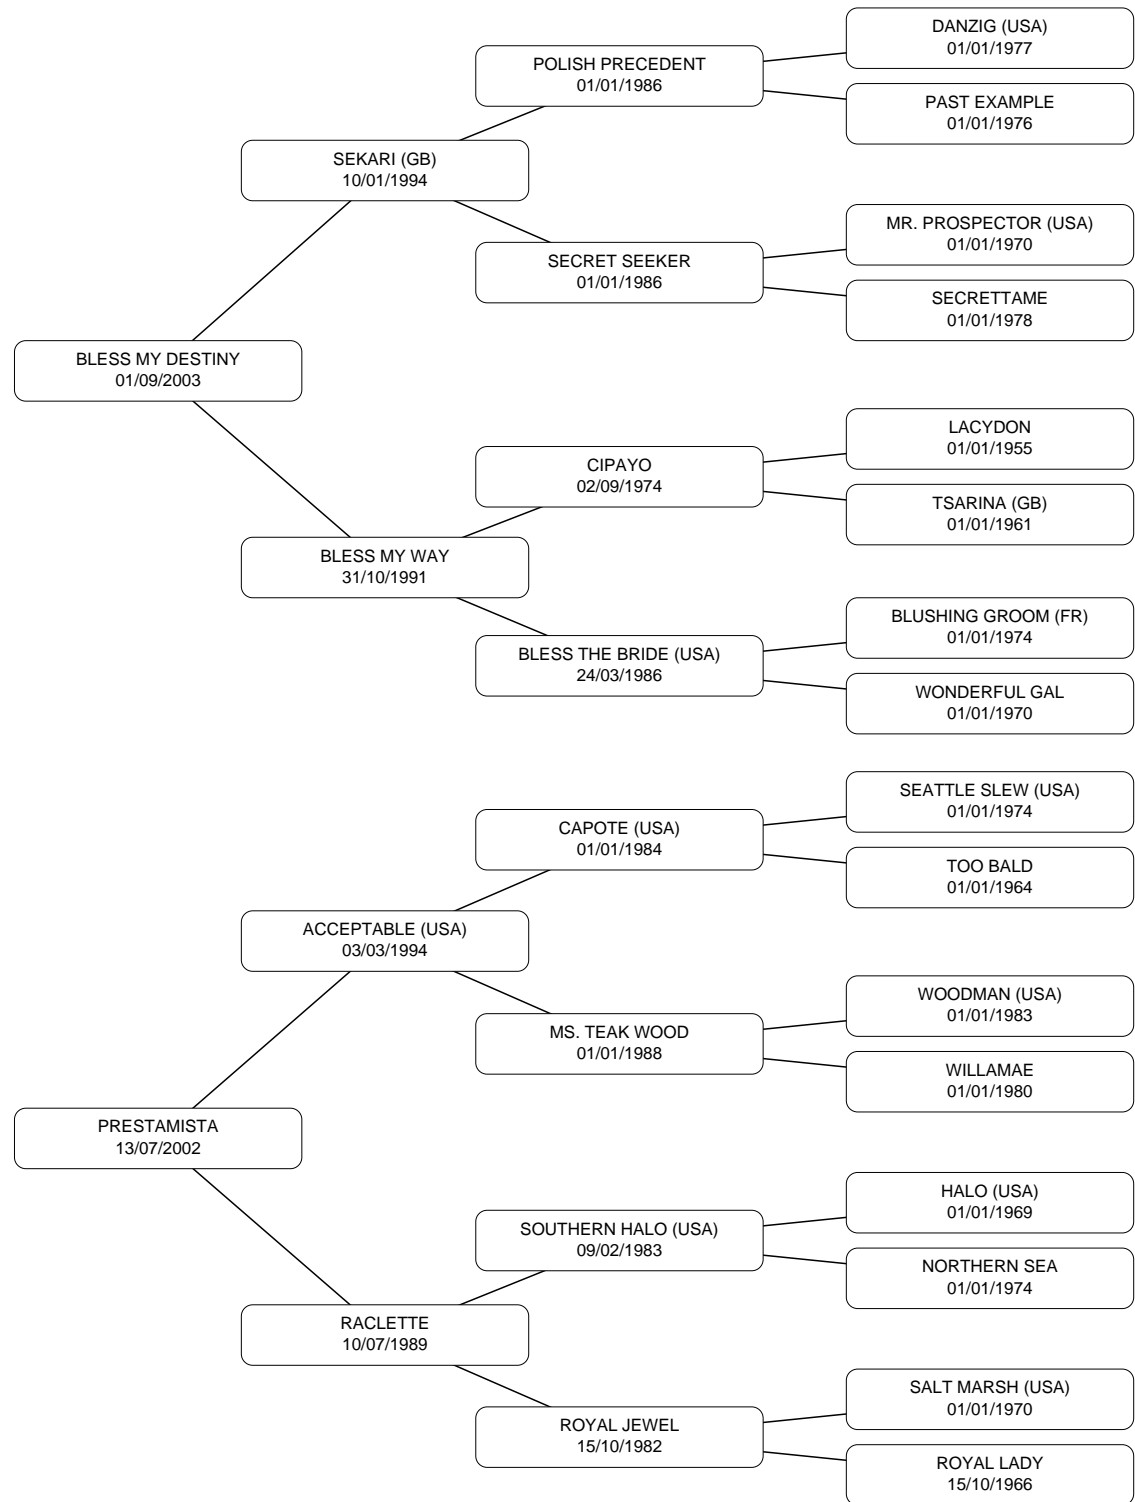 DANZIG (USA)
01/01/1977
POLISH PRECEDENT
01/01/1986
PAST EXAMPLE
01/01/1976
SEKARI (GB)
10/01/1994
MR. PROSPECTOR (USA)
01/01/1970
SECRET SEEKER
01/01/1986
SECRETTAME
01/01/1978
BLESS MY DESTINY
01/09/2003
LACYDON
01/01/1955
CIPAYO
02/09/1974
TSARINA (GB)
01/01/1961
BLESS MY WAY
31/10/1991
BLUSHING GROOM (FR)
01/01/1974
BLESS THE BRIDE (USA)
24/03/1986
WONDERFUL GAL
01/01/1970
SEATTLE SLEW (USA)
01/01/1974
CAPOTE (USA)
01/01/1984
TOO BALD
01/01/1964
ACCEPTABLE (USA)
03/03/1994
WOODMAN (USA)
01/01/1983
MS. TEAK WOOD
01/01/1988
WILLAMAE
01/01/1980
PRESTAMISTA
13/07/2002
HALO (USA)
01/01/1969
SOUTHERN HALO (USA)
09/02/1983
NORTHERN SEA
01/01/1974
RACLETTE
10/07/1989
SALT MARSH (USA)
01/01/1970
ROYAL JEWEL
15/10/1982
ROYAL LADY
15/10/1966